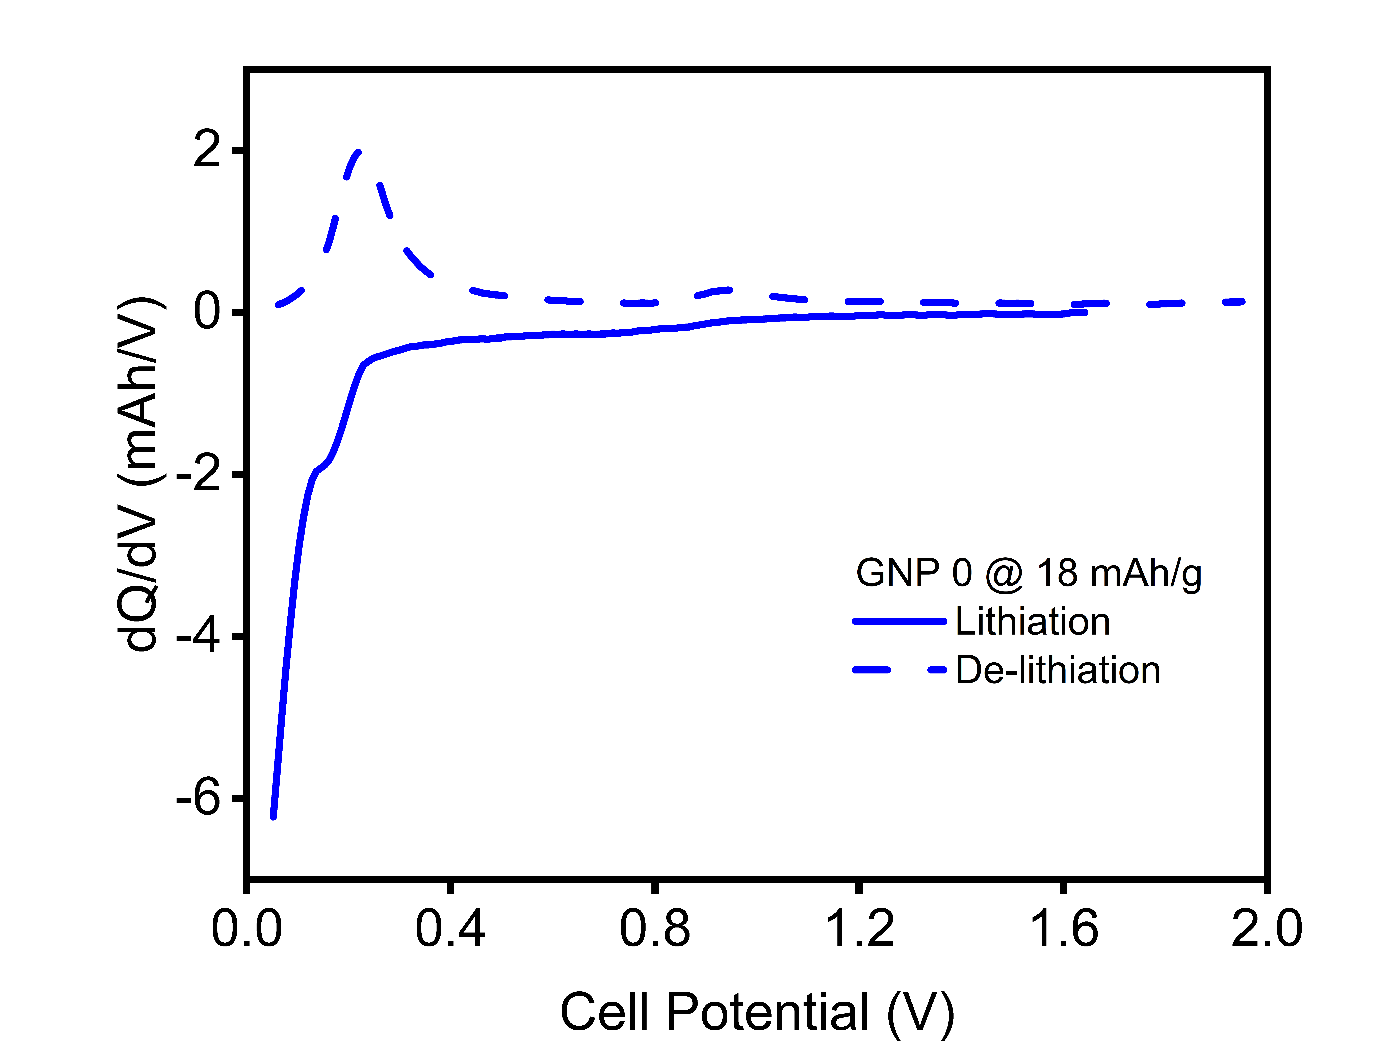 2
0
-2
-4
-6
dQ/dV (mAh/V)
GNP 0 @ 18 mAh/g
Lithiation
De-lithiation
0.0 0.4 0.8 1.2 1.6 2.0
Cell Potential (V)